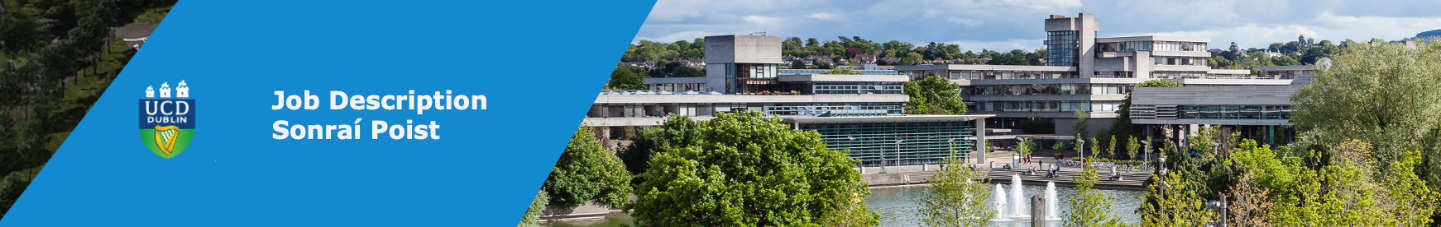 UCD
DUBLIN
Job Description
Sonraí Poist